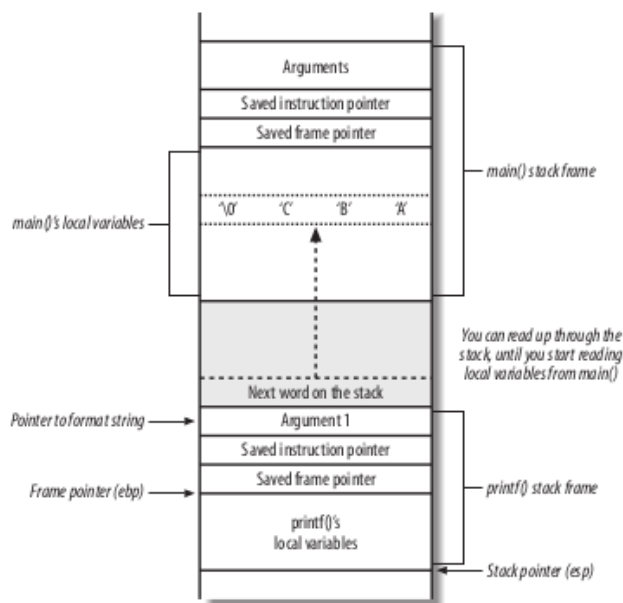 Arguments
Saved instruction pointer
Saved frame pointer
main() stack frame
'\0' 'C' 'B' 'A'
main()'s local variables
You can read up through the
stack, until you start reading
local variables from main()
Next word on the stack
Pointer to format string
Argument 1
Saved instruction pointer
Saved frame pointer
Frame pointer (ebp)
printf() stack frame
printf()'s
local variables
Stack pointer (esp)